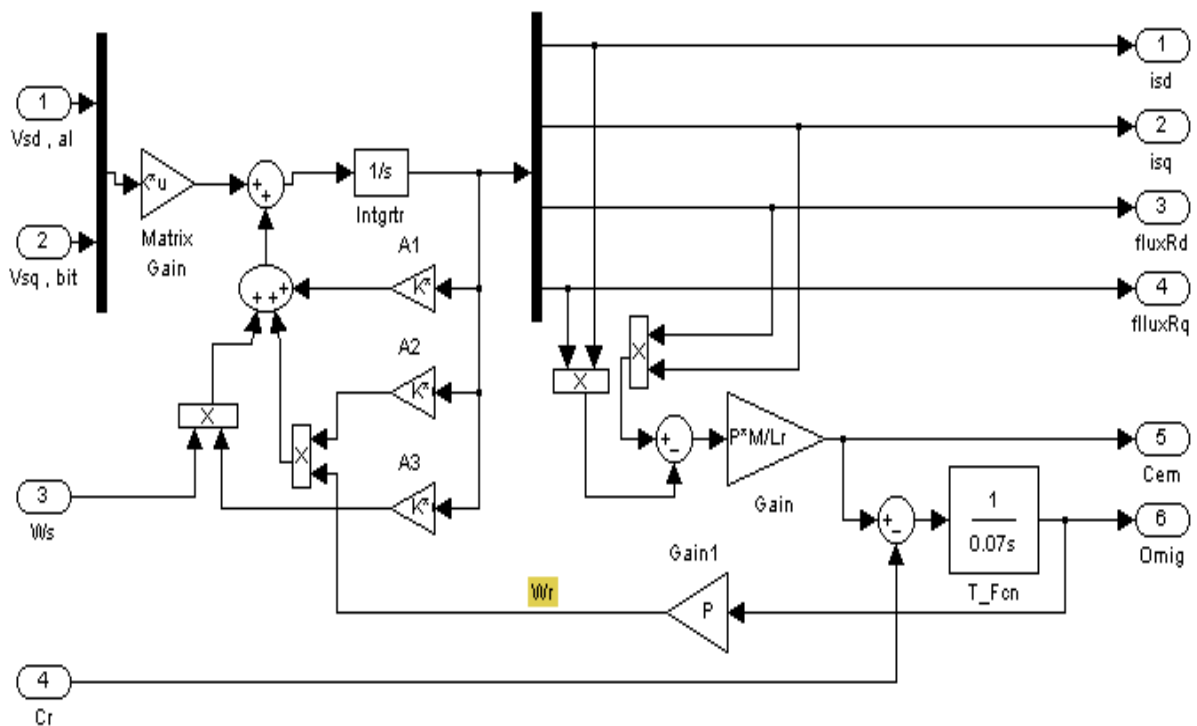 1
Vsd , al
2
Vsq , bit
*u
Matrix
Gain
+
+
1/s
Intgrtr
+
+ + +
A1
K*
A2
K*
A3
K*
X
X
3
Ws
Wr
Gain1
P
4
Cr
X
X
+
-
P*M/Lr
Gain
+
-
1
0.07s
T_Fcn
1
isd
2
isq
3
fluxRd
4
flluxRq
5
Cem
6
Omig